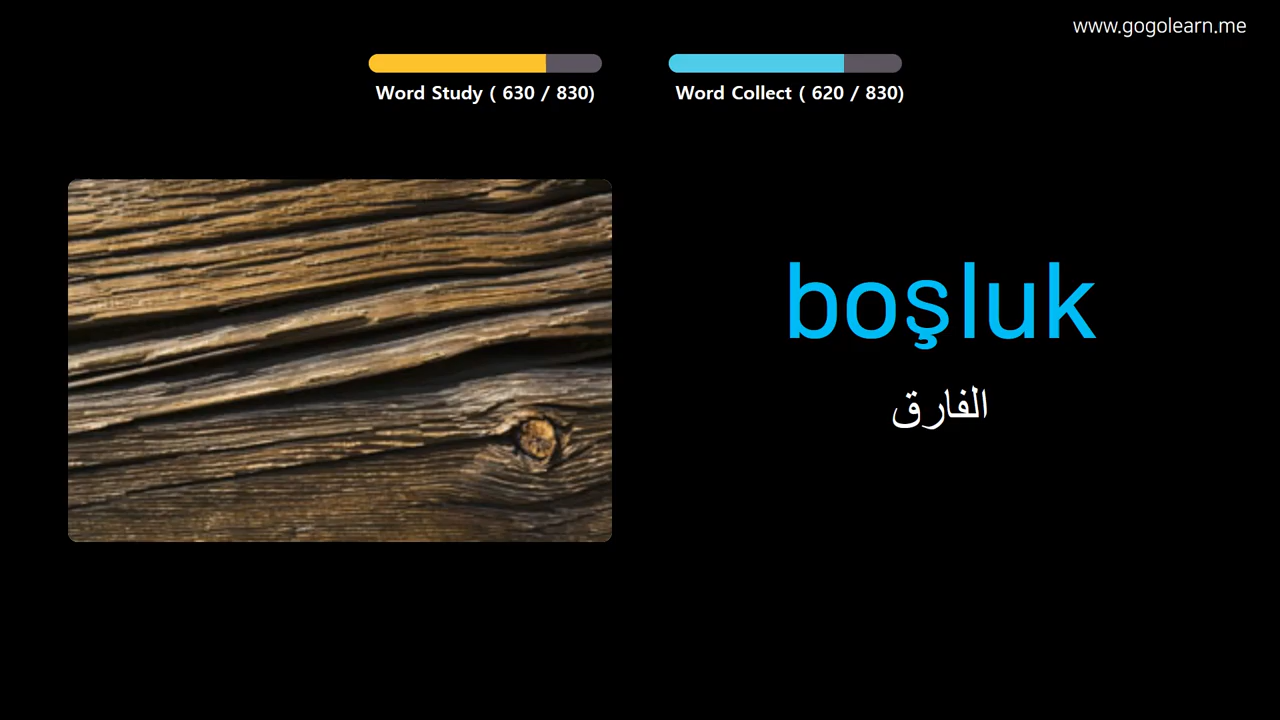 www.gogolearn.me
Word Study ( 630 / 830)
Word Collect ( 620 / 830)
boşluk
الفارق